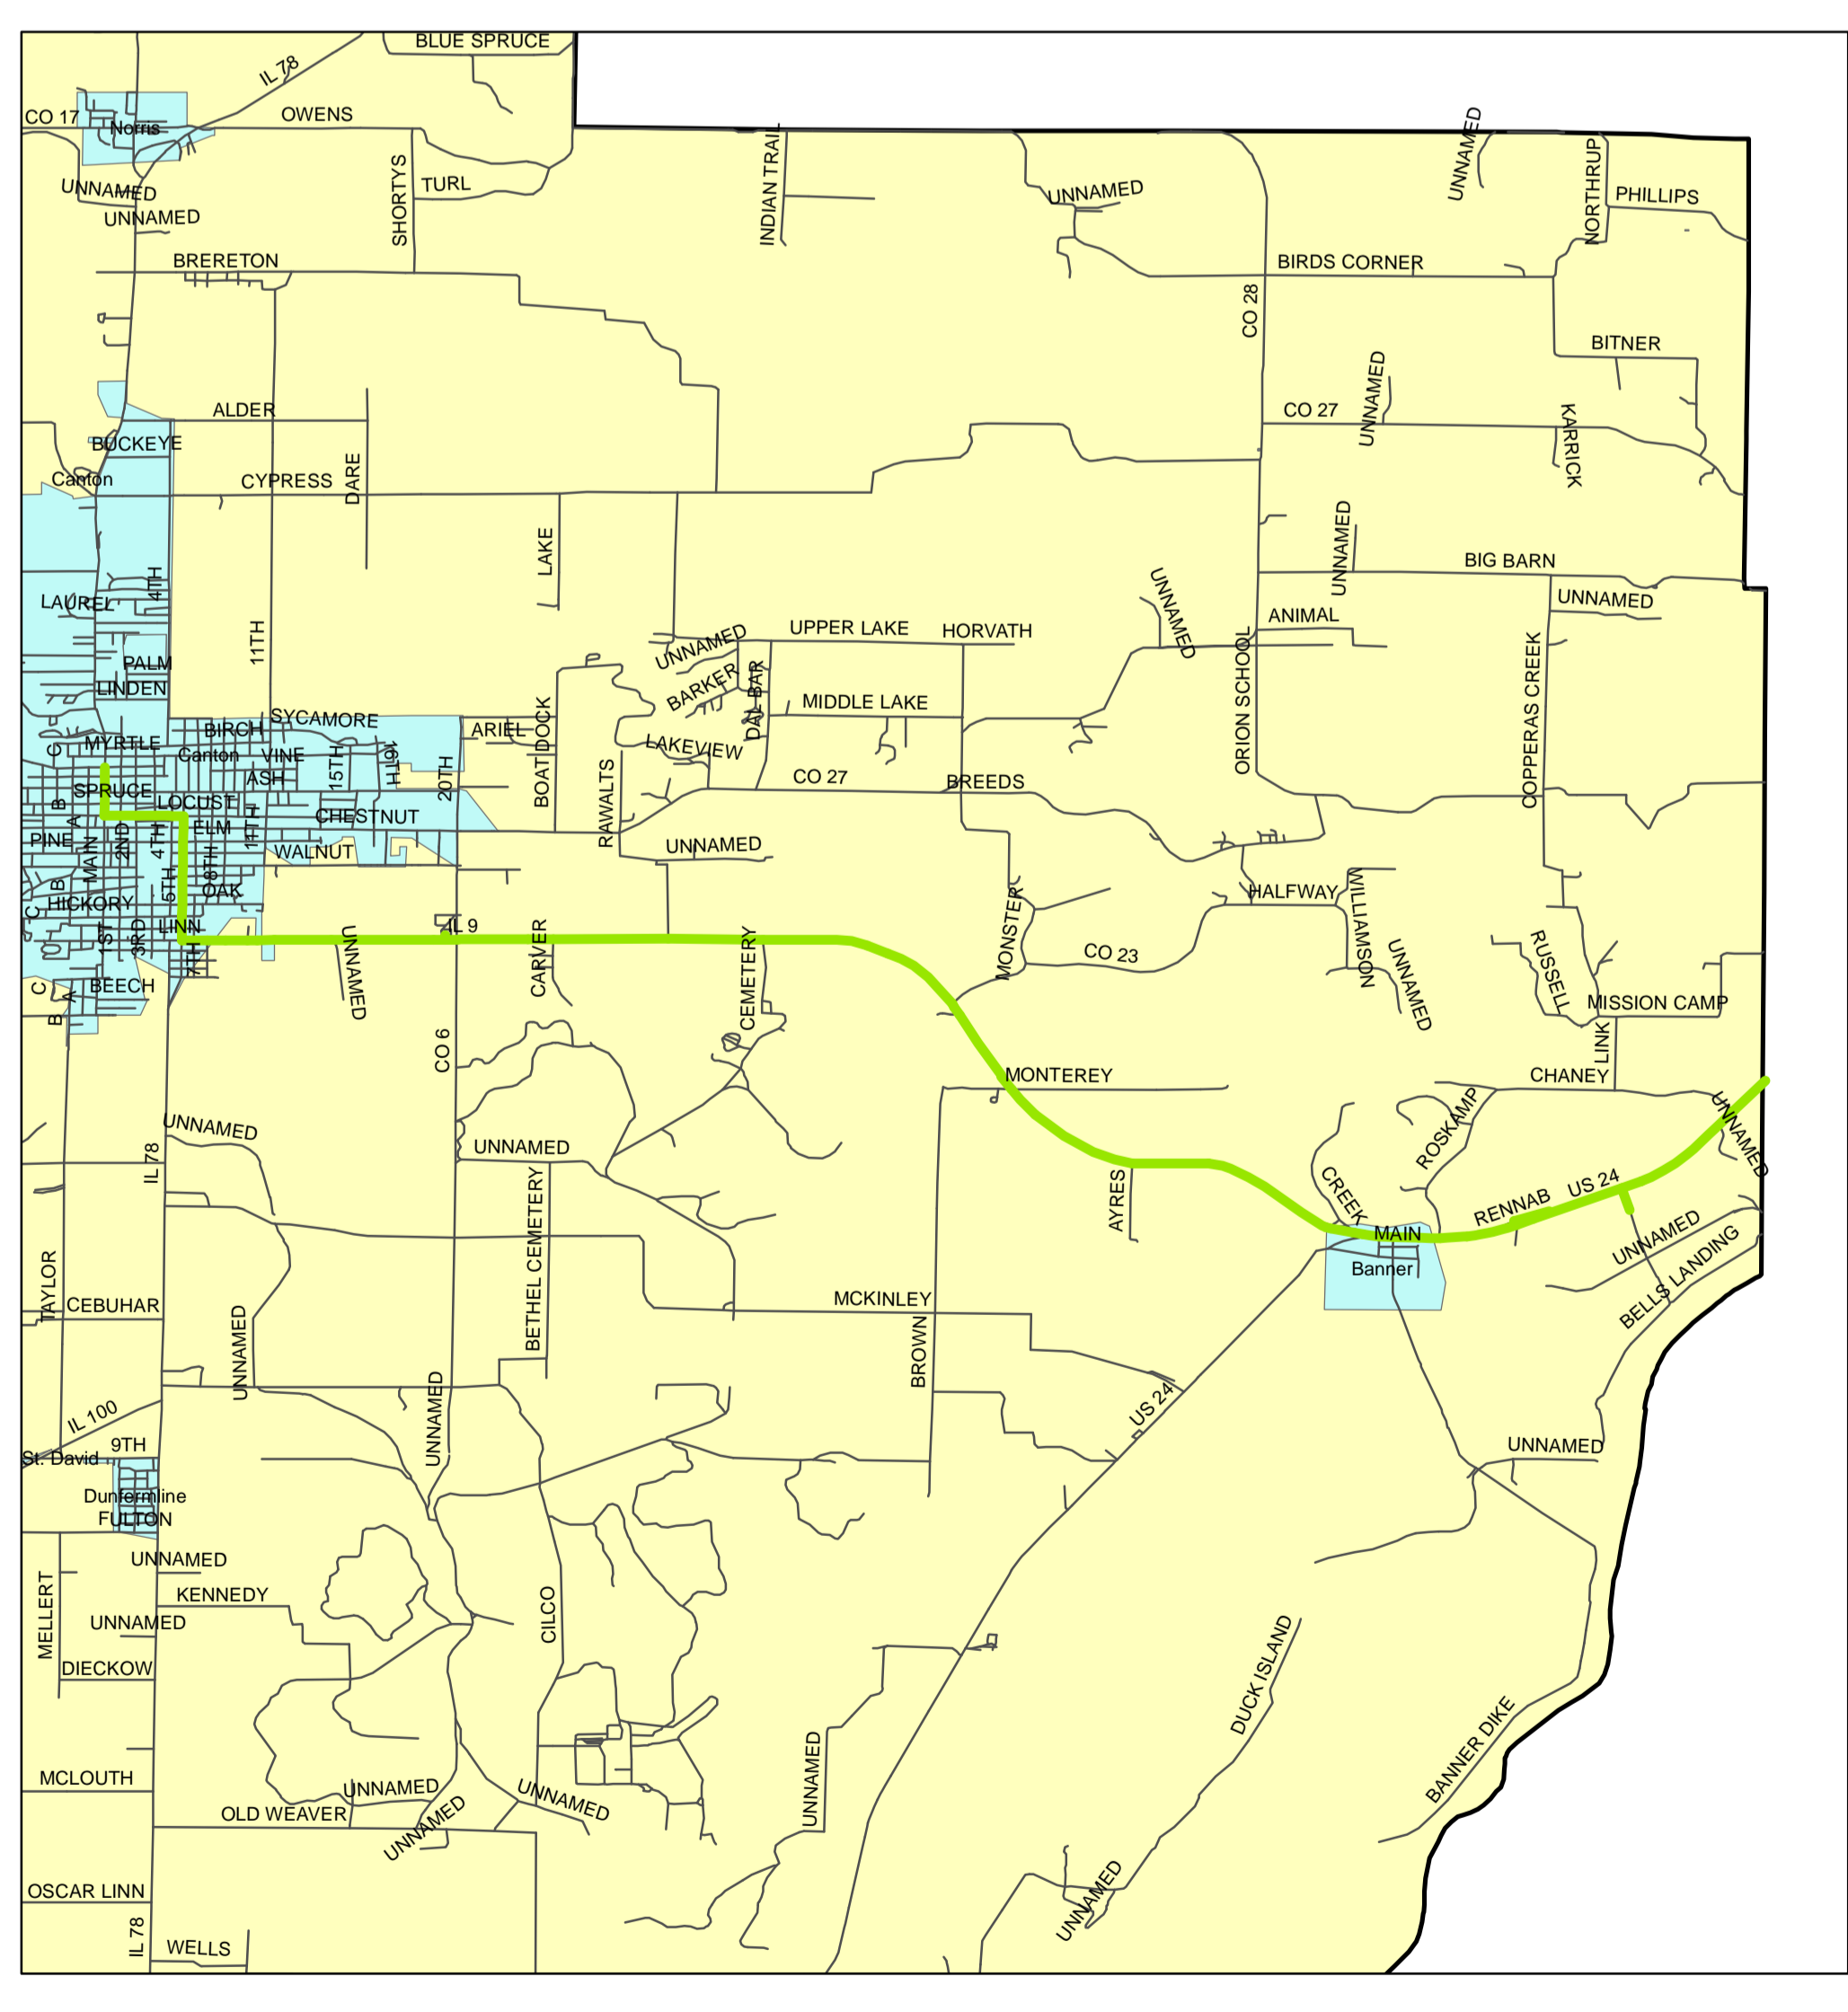 BLUE SPRUCE
IL 78
CO 17
Norris
OWENS
UNNAMED
UNNAMED
SHORTYS
TURL
INDIAN TRAIL
UNNAMED
UNNAMED
NORTHRUP
PHILLIPS
BRERETON
BIRDS CORNER
CO 28
BITNER
ALDER
BUCKEYE
Canton
CYPRESS
DARE
CO 27
UNNAMED
KARRICK
LAKE
UNNAMED
BIG BARN
4TH
LAUREL
UNNAMED
UNNAMED
ANIMAL
11TH
UPPER LAKE
HORVATH
UNNAMED
ORION SCHOOL
COPPERAS CREEK
PALM
LINDEN
BARKER
DALBAR
MIDDLE LAKE
SYCAMORE
BIRCH
ARIEL
BOATDOCK
G
MYRTLE
Canton
VINE
15TH
19TH
20TH
LAKEVIEW
ASH
CO 27
BREEDS
SPRUCE
B
LOCUST
RAWALTS
A
CHESTNUT
ELM
11TH
PINE
MAIN
2ND
4TH
8TH
WALNUT
UNNAMED
B
5TH
OAK
HALFWAY
WILLIAMSON
C
HICKORY
MONSTER
LINN
IL 9
1ST
3RD
7TH
UNNAMED
CARVER
CEMETERY
CO 23
UNNAMED
RUSSELL
C
A
BEECH
B
MISSION CAMP
LINK
CO 6
MONTEREY
CHANEY
UNNAMED
UNNAMED
ROSKAMP
IL 78
UNNAMED
BETHEL CEMETERY
AYRES
CREEK
RENNAB
US 24
MAIN
UNNAMED
Banner
BELLS LANDING
TAYLOR
CEBUHAR
MCKINLEY
UNNAMED
BROWN
UNNAMED
US 24
IL 100
9TH
St. David
UNNAMED
Dunfermline
FULTON
UNNAMED
KENNEDY
MELLERT
UNNAMED
CILCO
DIECKOW
DUCK ISLAND
BANNER DIKE
MCLOUTH
UNNAMED
UNNAMED
UNNAMED
OLD WEAVER
UNNAMED
OSCAR LINN
UNNAMED
IL 78
WELLS